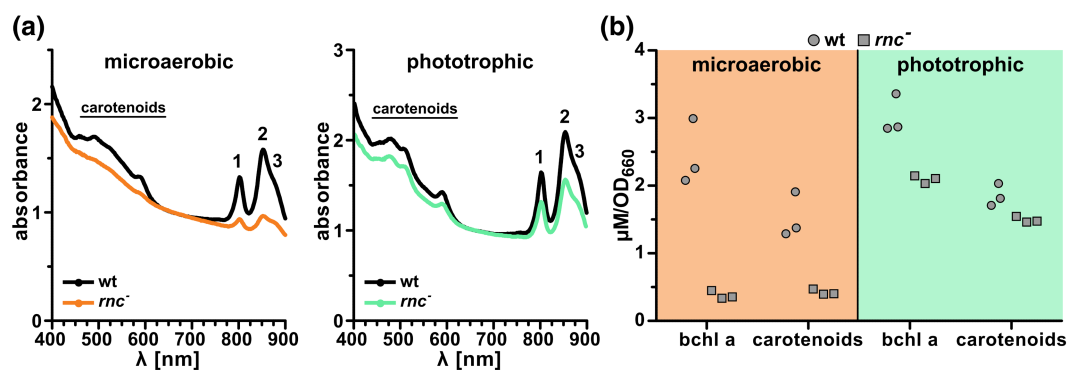 (a)
microaerobic
carotenoids
1
2
3
absorbance
2
1
0
wt
rnc-
400 500 600 700 800 900
λ [nm]
phototrophic
carotenoids
1
2
3
absorbance
3
2
1
0
wt
rnc-
400 500 600 700 800 900
λ [nm]
(b)
wt rnc-
microaerobic phototrophic
µM/OD660
4
3
2
1
0
bchl a carotenoids bchl a carotenoids